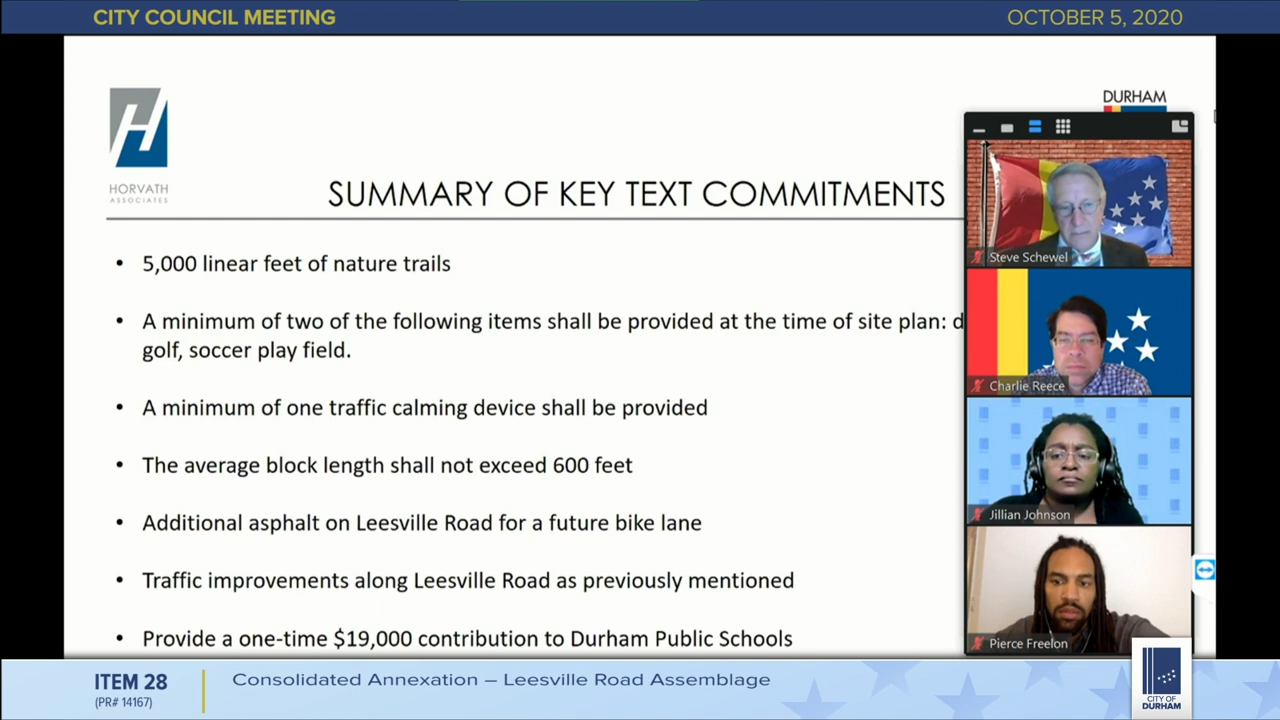 CITY COUNCIL MEETING
OCTOBER 5, 2020
HORVATH
ASSOCIATES
DURHAM
SUMMARY OF KEY TEXT COMMITMENTS
• 5,000 linear feet of nature trails
• A minimum of two of the following items shall be provided at the time of site plan:
golf, soccer play field.
• A minimum of one traffic calming device shall be provided
• The average block length shall not exceed 600 feet
• Additional asphalt on Leesville Road for a future bike lane
• Traffic improvements along Leesville Road as previously mentioned
• Provide a one-time $19,000 contribution to Durham Public Schools
Steve Schewel
Charlie Reece
Jillian Johnson
Pierce Freelon
ITEM 28
(PR# 14167)
Consolidated Annexation – Leesville Road Assemblage
CITY OF
DURHAM